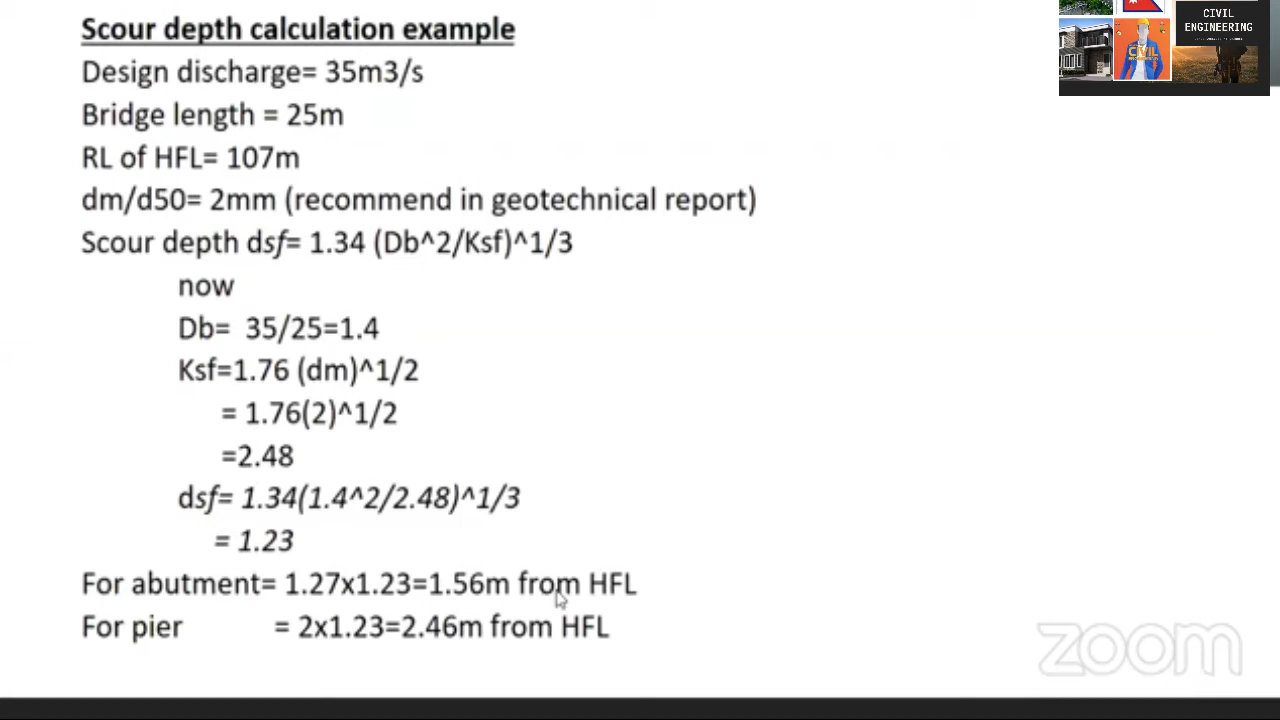 Scour depth calculation example
Design discharge= 35m3/s
Bridge length = 25m
RL of HFL= 107m
dm/d50= 2mm (recommend in geotechnical report)
Scour depth dsf= 1.34 (Db^2/Ksf)^1/3
now
Db= 35/25=1.4
Ksf=1.76 (dm)^1/2
= 1.76(2)^1/2
=2.48
dsf= 1.34(1.4^2/2.48)^1/3
= 1.23
For abutment= 1.27x1.23=1.56m from HFL
For pier = 2x1.23=2.46m from HFL
CIVIL
ENGINEERING
CIVIL
zoom